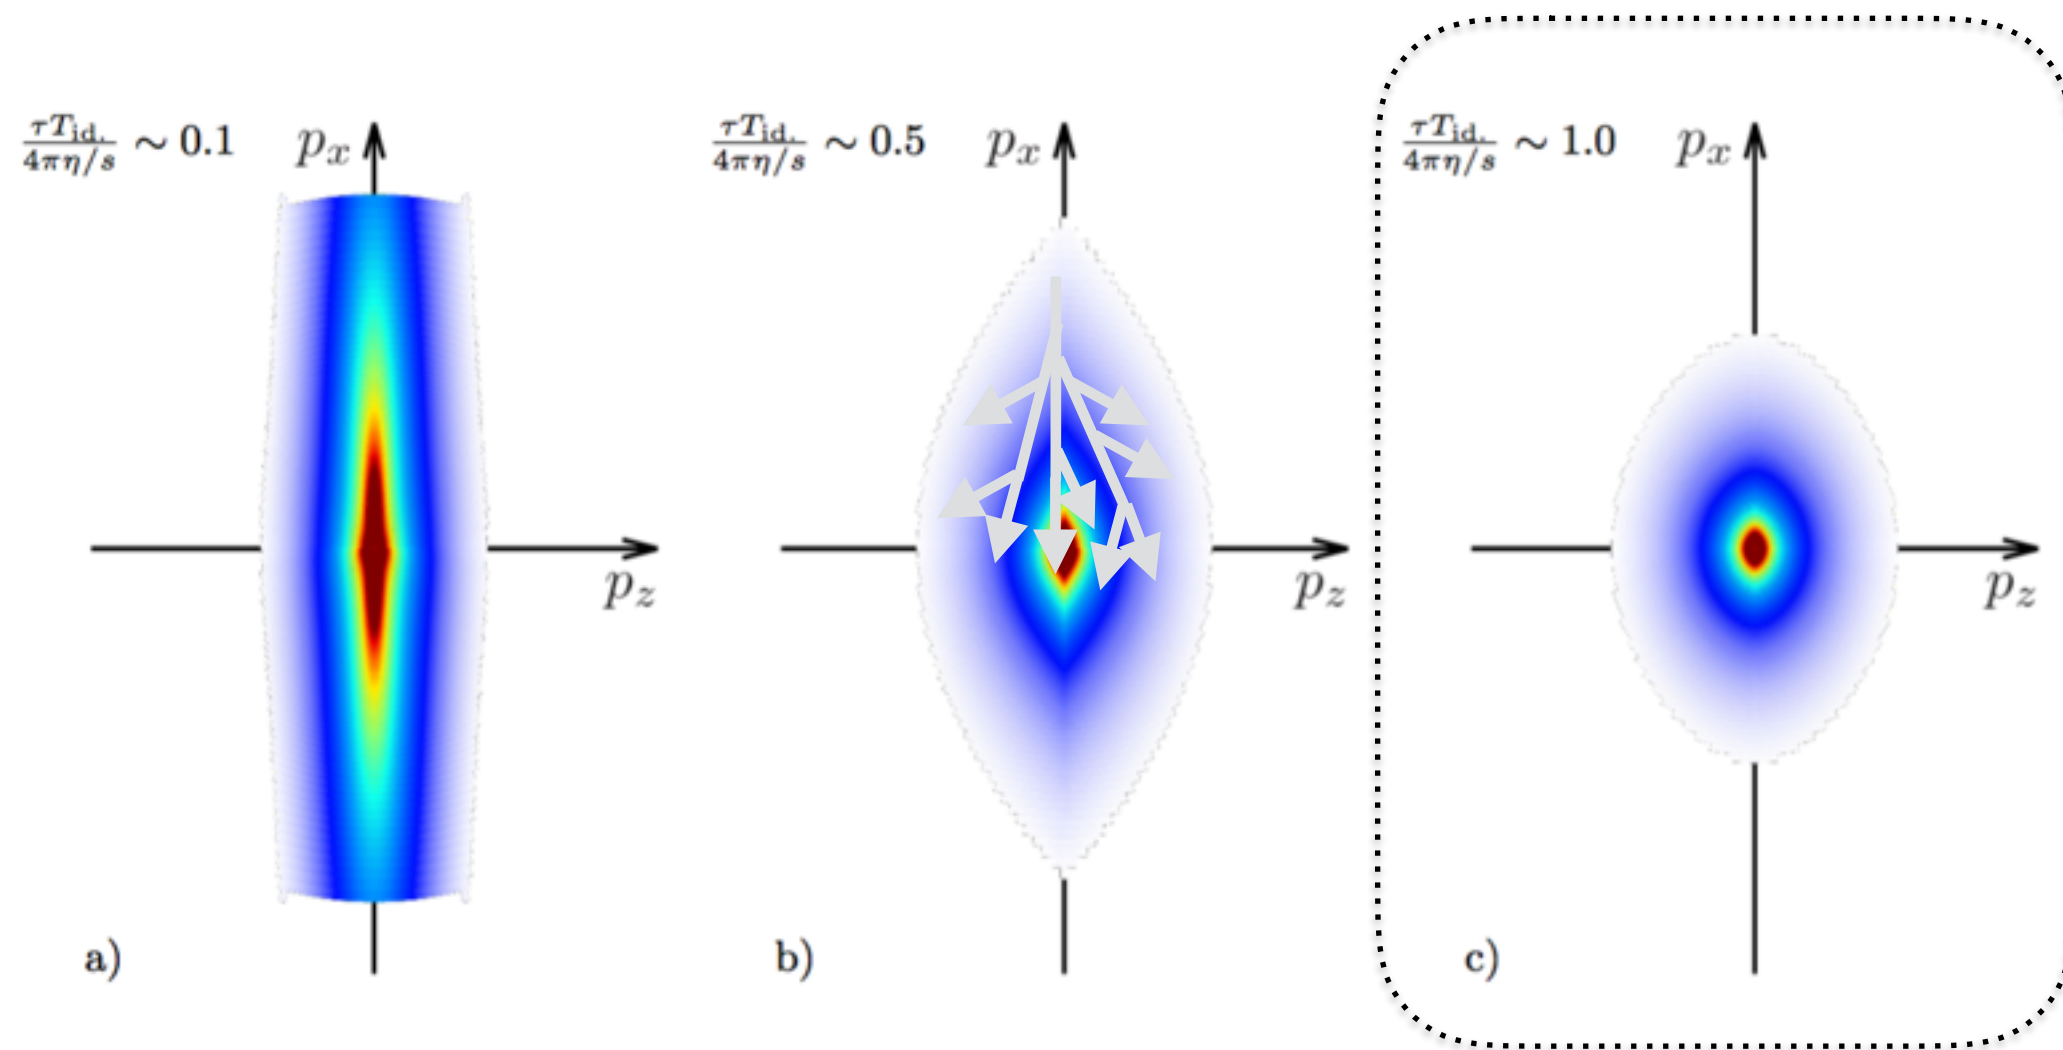 τT_id. / 4πη/s ∼ 0.1
p_x
p_z
a)
τT_id. / 4πη/s ∼ 0.5
p_x
p_z
b)
τT_id. / 4πη/s ∼ 1.0
p_x
p_z
c)